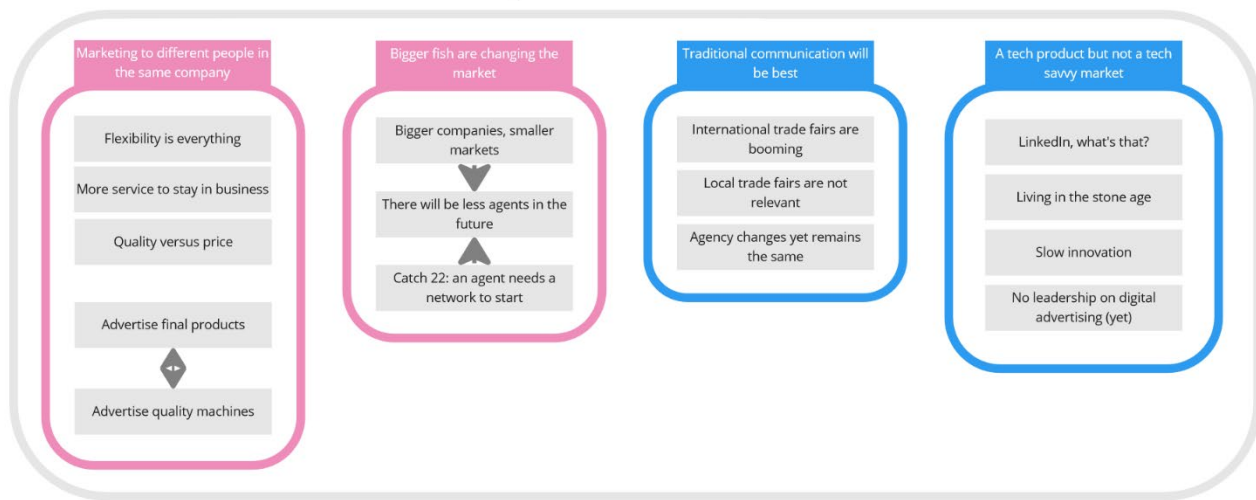 Marketing to different people in
the same company
Flexibility is everything
More service to stay in business
Quality versus price
Advertise final products
Advertise quality machines
Bigger fish are changing the
market
Bigger companies, smaller
markets
There will be less agents in the
future
Catch 22: an agent needs a
network to start
Traditional communication will
be best
International trade fairs are
booming
Local trade fairs are not
relevant
Agency changes yet remains
the same
A tech product but not a tech
savvy market
LinkedIn, what's that?
Living in the stone age
Slow innovation
No leadership on digital
advertising (yet)